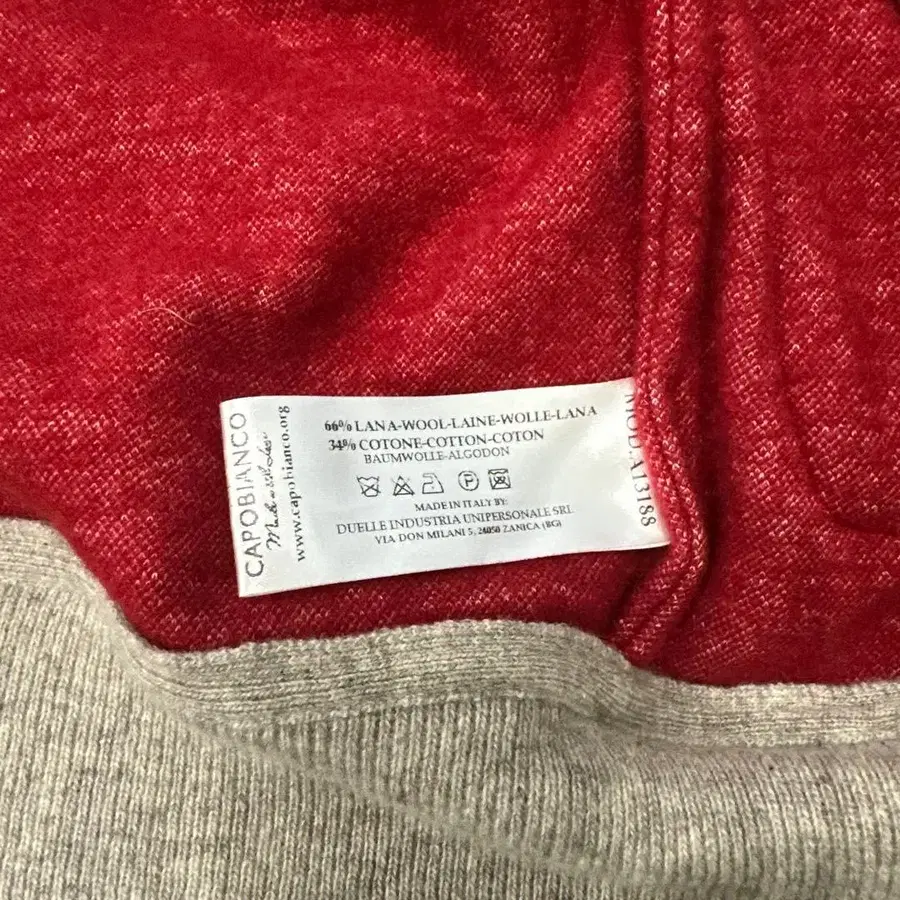 CAPOBIANCO
www.capobianco.org
66% LANA-WOOL-LAINE-WOLLE-LANA
34% COTONE-COTTON-COTON
BAUMWOLLE-ALGODON
P
MADE IN ITALY BY:
DUELLE INDUSTRIA UNIPERSONALE SRL
VIA DON MILANI 5, 24050 ZANICA (BG)
MOD. A13188